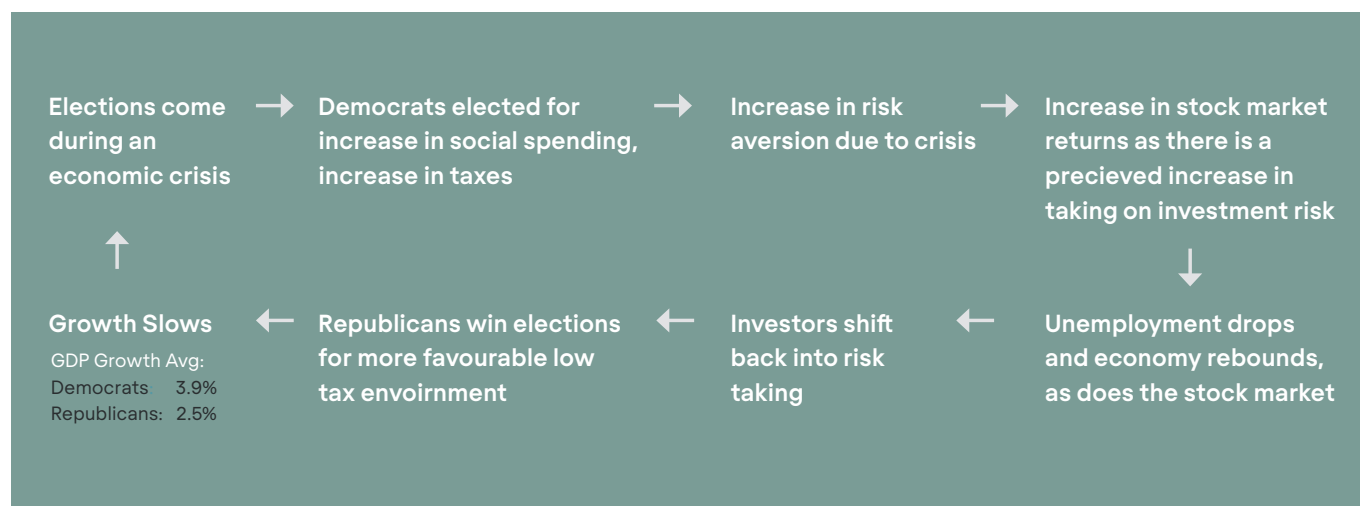 Elections come
during an
economic crisis
Democrats elected for
increase in social spending,
increase in taxes
Increase in risk
aversion due to crisis
Increase in stock market
returns as there is a
precieved increase in
taking on investment risk
Unemployment drops
and economy rebounds,
as does the stock market
Investors shift
back into risk
taking
Republicans win elections
for more favourable low
tax envoirnment
Growth Slows
GDP Growth Avg:
Democrats 3.9%
Republicans: 2.5%